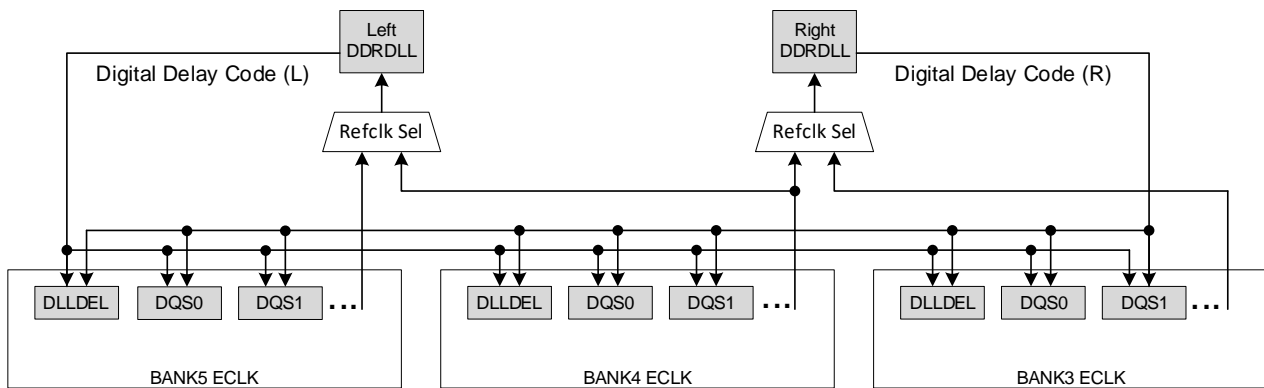 Left
DDRDLL
Right
DDRDLL
Digital Delay Code (L)
Digital Delay Code (R)
Refclk Sel
Refclk Sel
DLLDEL
DQS0
DQS1
...
DLLDEL
DQS0
DQS1
...
DLLDEL
DQS0
DQS1
...
BANK5 ECLK
BANK4 ECLK
BANK3 ECLK